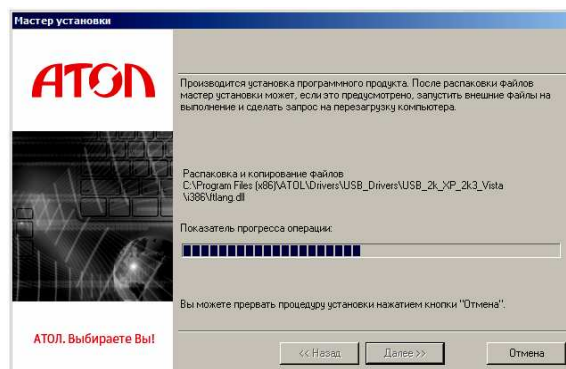 Мастер установки
АТОЛ
Производится установка программного продукта. После распаковки файлов
мастер установки может, если это предусмотрено, запустить внешние файлы на
выполнение и сделать запрос на перезагрузку компьютера.
Распаковка и копирование файлов
C:\Program Files (x86)\ATOL\Drivers\USB_Drivers\USB_2k_XP_2k3_Vista
\i386\ftlang.dll
Показатель прогресса операции:
Вы можете прервать процедуру установки нажатием кнопки "Отмена".
АТОЛ. Выбираете Вы!
<< Назад
Далее >>
Отмена